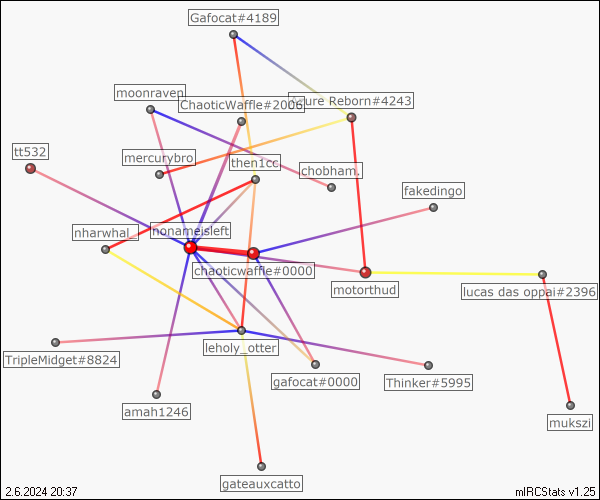 Gafocat#4189
moonraven
ChaoticWaffle#2006
ure Reborn#4243
tt532
mercurybro
then1cc
chobham.
fakedingo
nharwhal_
nonameisleft
chaoticwaffle#0000
motorthud
lucas das oppai#2396
TripleMidget#8824
leholy_otter
gafocat#0000
Thinker#5995
amah1246
mukszi
gateauxcatto
2.6.2024 20:37
mIRCStats v1.25